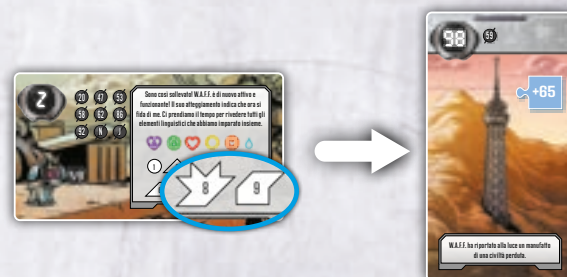 2
20 47 53
58 62 86
92 N J
Sono così sollevato! W.A.F.F. è di nuovo attivo e
funzionante! Il suo atteggiamento indica che ora si
fida di me. Ci prendiamo il tempo per rivedere tutti gli
elementi linguistici che abbiamo imparato insieme.
1
8 9
98 59
+65
W.A.F.F. ha riportato alla luce un manufatto
di una civiltà perduta.